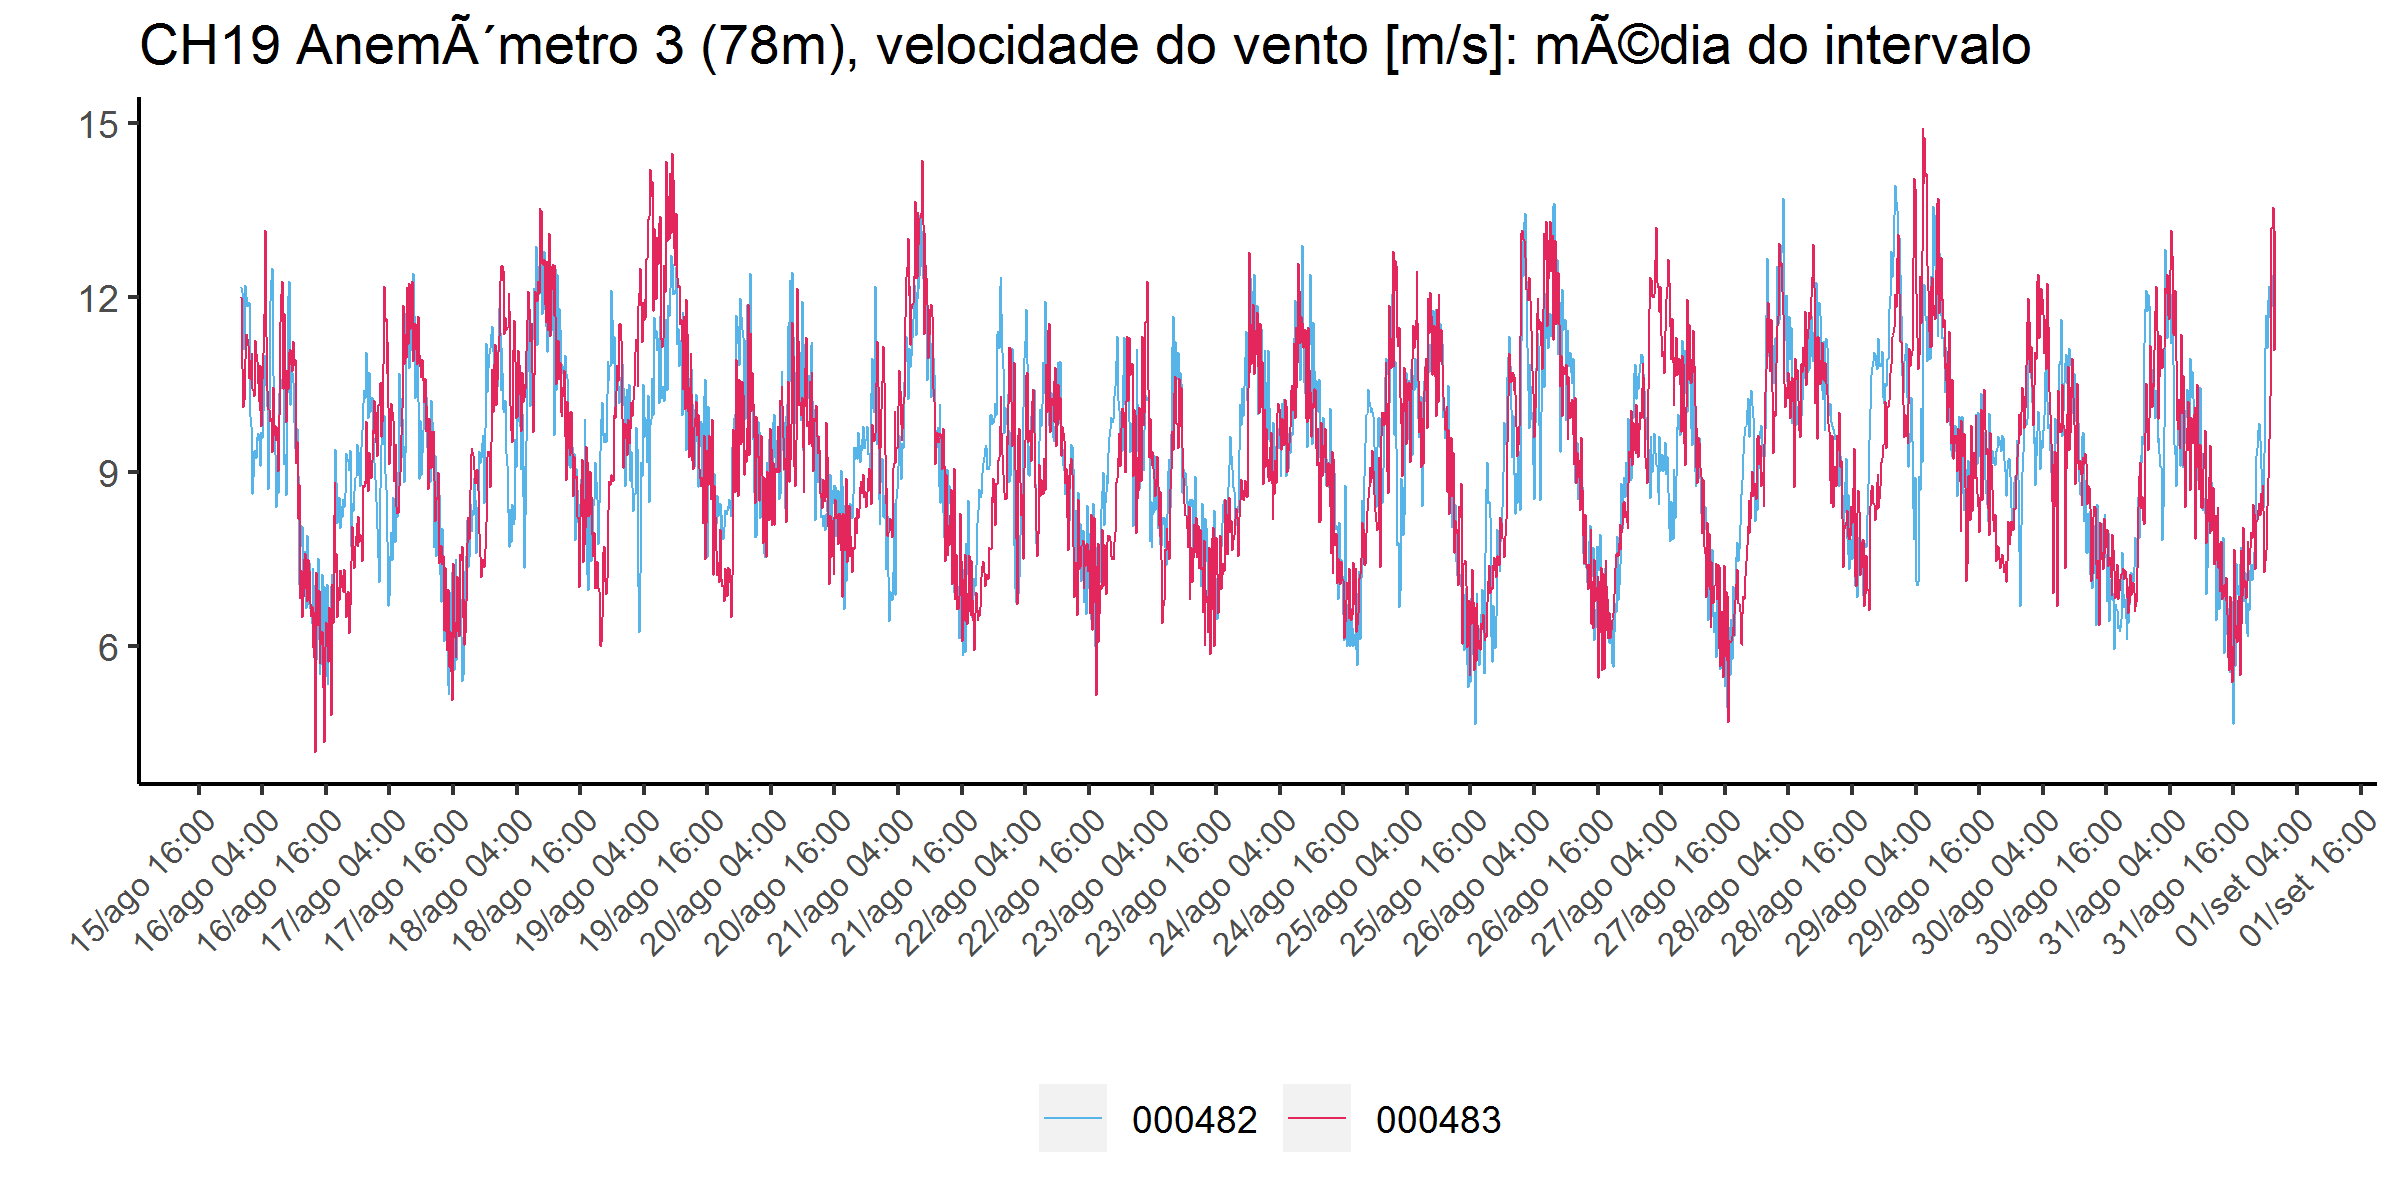 CH19 AnemÃ´metro 3 (78m), velocidade do vento [m/s]: mÃ©dia do intervalo
15
12
9
6
15/ago 16:00
16/ago 04:00
16/ago 16:00
17/ago 04:00
17/ago 16:00
18/ago 04:00
18/ago 16:00
19/ago 04:00
19/ago 16:00
20/ago 04:00
20/ago 16:00
21/ago 04:00
21/ago 16:00
22/ago 04:00
22/ago 16:00
23/ago 04:00
23/ago 16:00
24/ago 04:00
24/ago 16:00
25/ago 04:00
25/ago 16:00
26/ago 04:00
26/ago 16:00
27/ago 04:00
27/ago 16:00
28/ago 04:00
28/ago 16:00
29/ago 04:00
29/ago 16:00
30/ago 04:00
30/ago 16:00
31/ago 04:00
31/ago 16:00
01/set 04:00
01/set 16:00
000482
000483